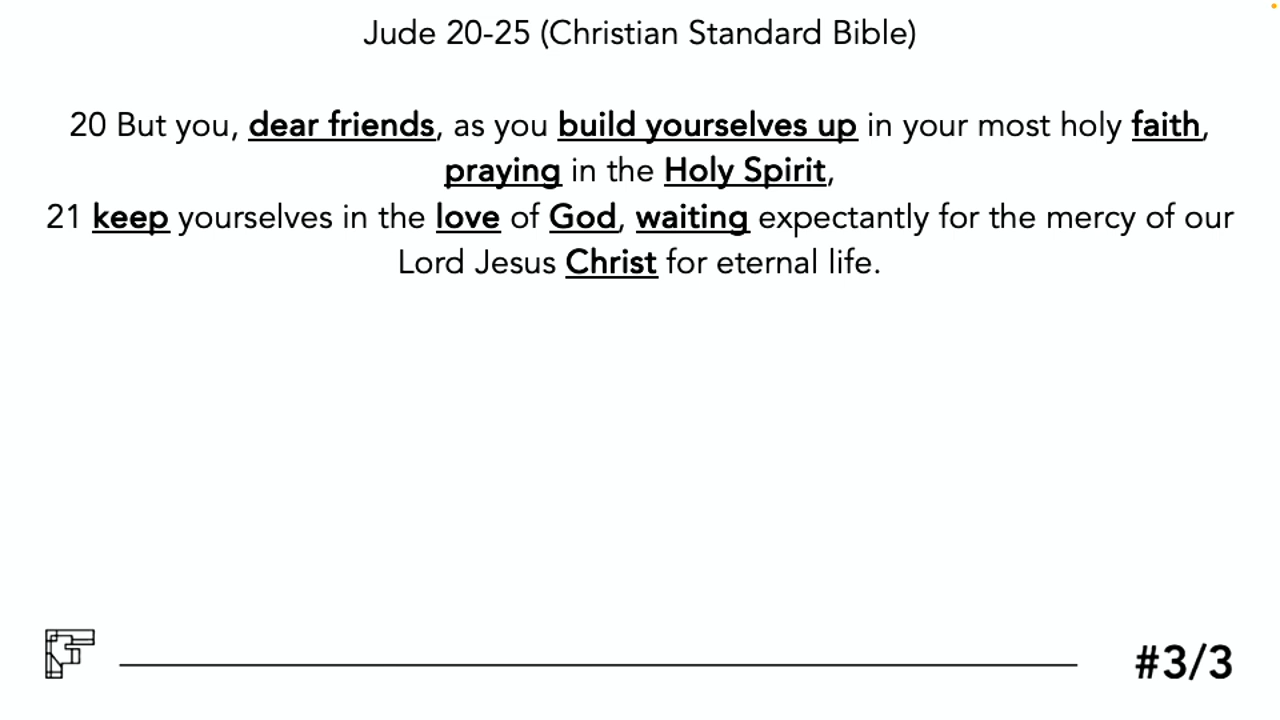 Jude 20-25 (Christian Standard Bible)
20 But you, dear friends, as you build yourselves up in your most holy faith,
praying in the Holy Spirit,
21 keep yourselves in the love of God, waiting expectantly for the mercy of our
Lord Jesus Christ for eternal life.
#3/3